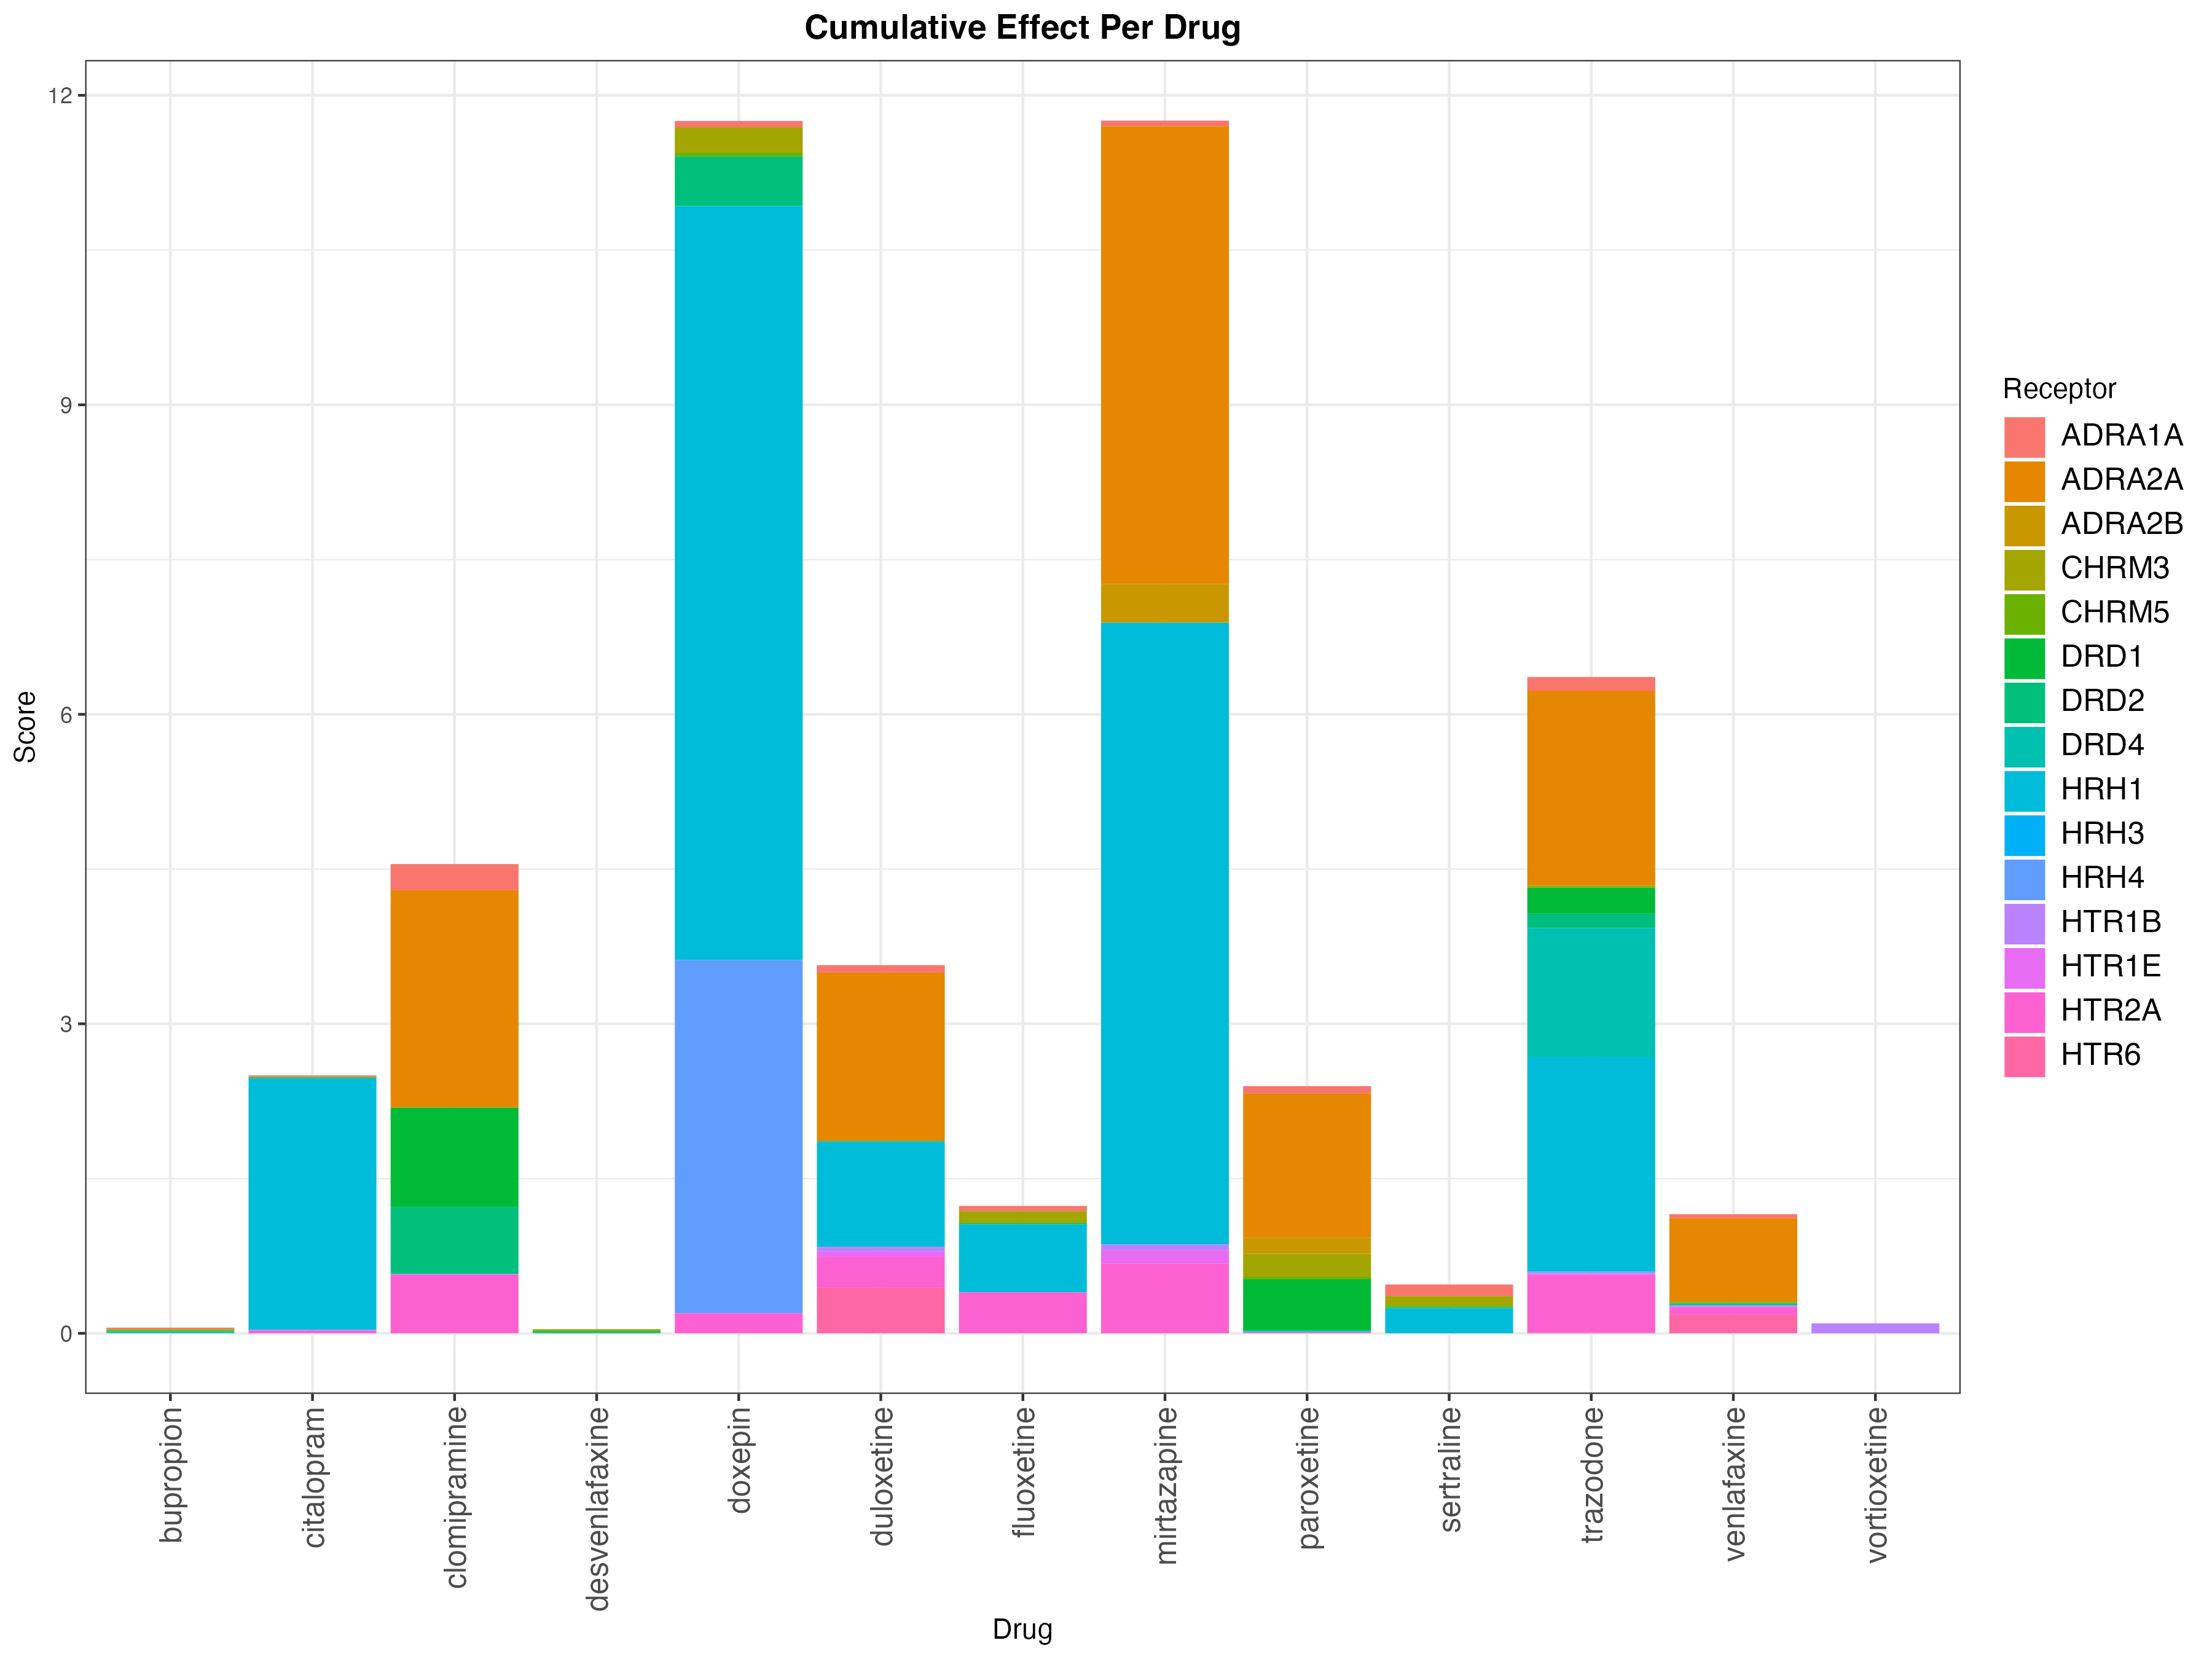 Cumulative Effect Per Drug
Score
12
9
6
3
0
bupropion
citalopram
clomipramine
desvenlafaxine
doxepin
duloxetine
fluoxetine
mirtazapine
paroxetine
sertraline
trazodone
venlafaxine
vortioxetine
Drug
Receptor
ADRA1A
ADRA2A
ADRA2B
CHRM3
CHRM5
DRD1
DRD2
DRD4
HRH1
HRH3
HRH4
HTR1B
HTR1E
HTR2A
HTR6